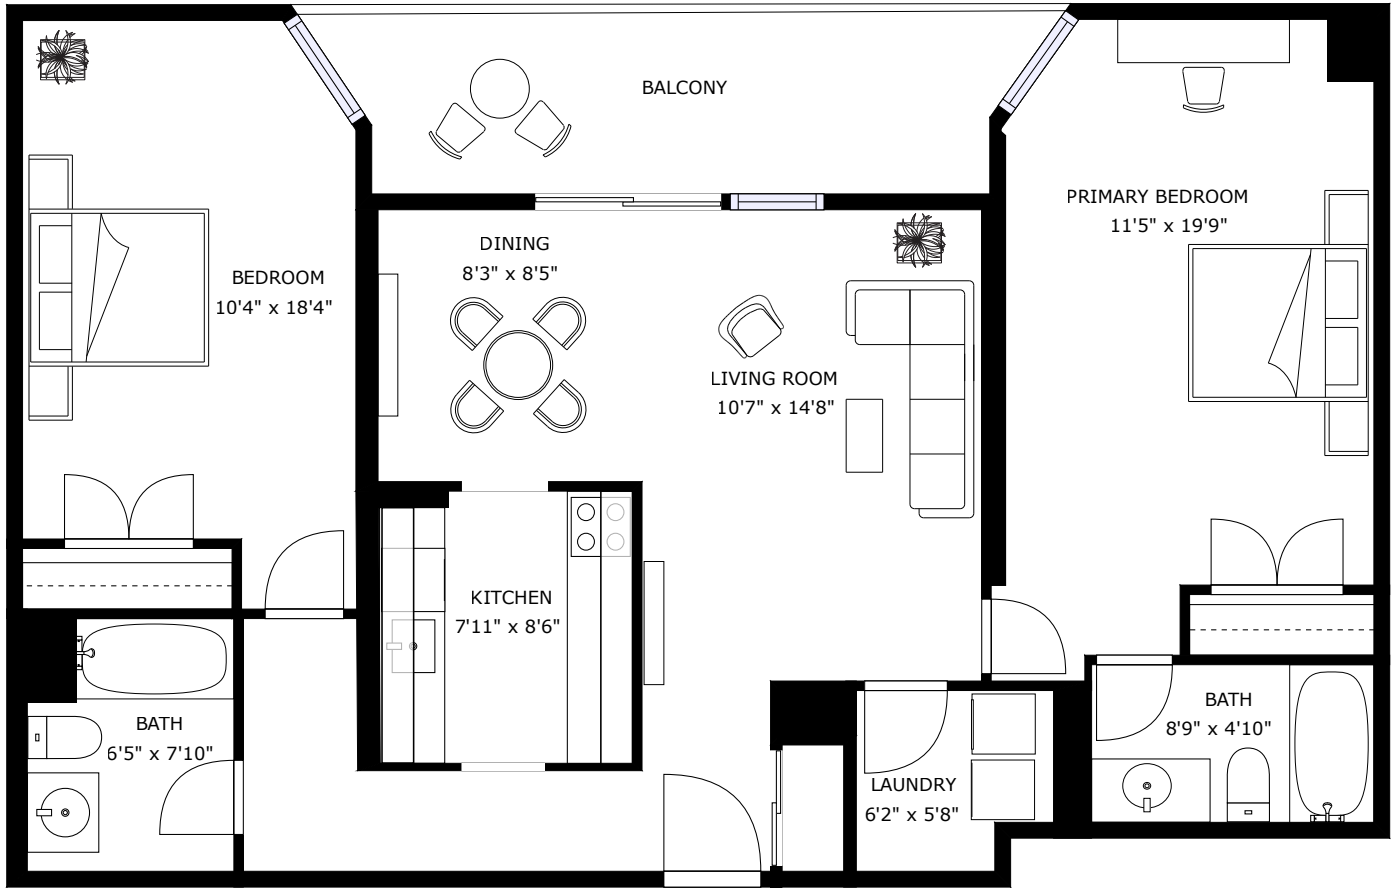 BALCONY
PRIMARY BEDROOM
11'5" x 19'9"
DINING
8'3" x 8'5"
BEDROOM
10'4" x 18'4"
LIVING ROOM
10'7" x 14'8"
KITCHEN
7'11" x 8'6"
BATH
6'5" x 7'10"
BATH
8'9" x 4'10"
LAUNDRY
6'2" x 5'8"